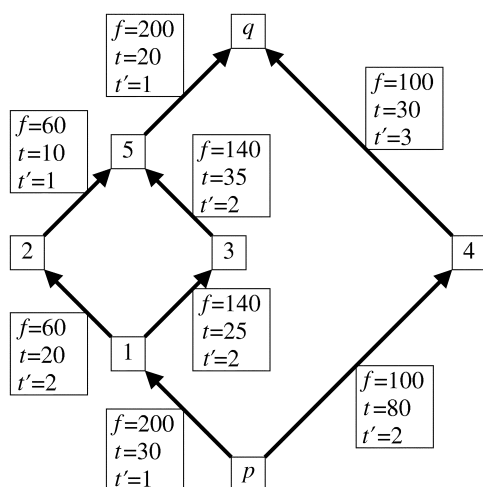 f=200
t=20
t′=1
q
f=100
t=30
t′=3
f=60
t=10
t′=1
5
f=140
t=35
t′=2
2
3
4
f=60
t=20
t′=2
1
f=140
t=25
t′=2
f=100
t=80
t′=2
f=200
t=30
t′=1
p